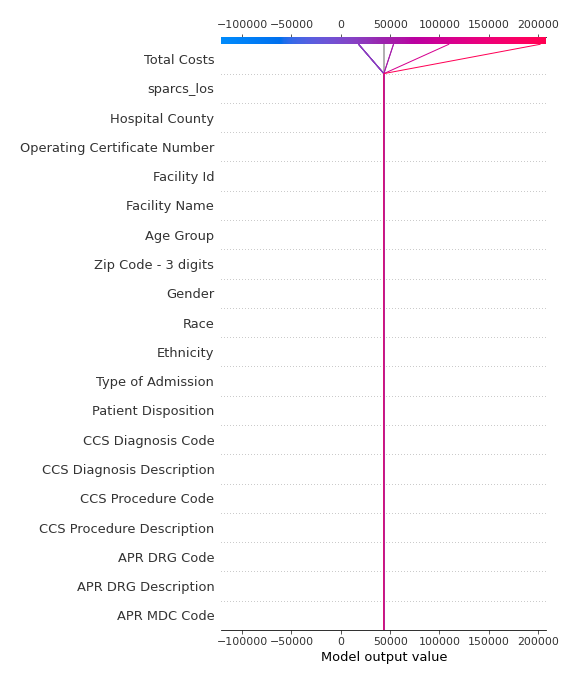 −100000 −50000 0 50000 100000 150000 200000
Total Costs
sparcs_los
Hospital County
Operating Certificate Number
Facility Id
Facility Name
Age Group
Zip Code - 3 digits
Gender
Race
Ethnicity
Type of Admission
Patient Disposition
CCS Diagnosis Code
CCS Diagnosis Description
CCS Procedure Code
CCS Procedure Description
APR DRG Code
APR DRG Description
APR MDC Code
−100000 −50000 0 50000 100000 150000 200000
Model output value